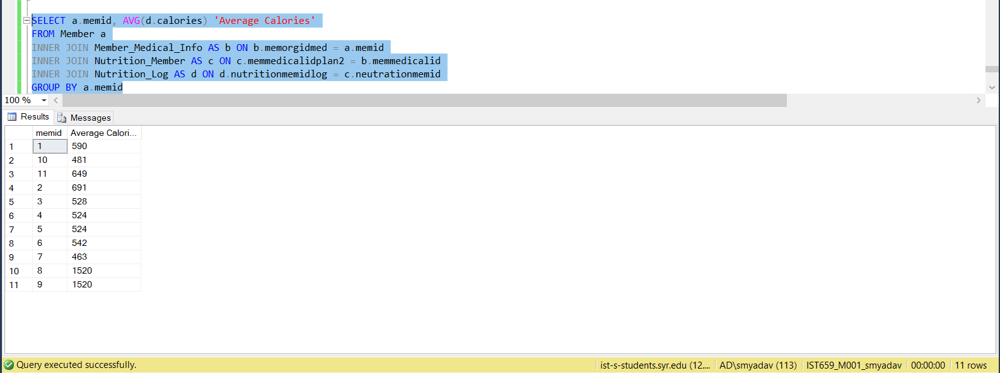 SELECT a.memid, AVG(d.calories) 'Average Calories'
FROM Member a
INNER JOIN Member_Medical_Info AS b ON b.memorgidmed = a.memid
INNER JOIN Nutrition_Member AS c ON c.memmedicalidplan2 = b.memmedicalid
INNER JOIN Nutrition_Log AS d ON d.nutritionmemidlog = c.neutrationmemid
GROUP BY a.memid
100 %
Results Messages
memid Average Calori...
1 1 590
2 10 481
3 11 649
4 2 691
5 3 528
6 4 524
7 5 524
8 6 542
9 7 463
10 8 1520
11 9 1520
Query executed successfully. ist-s-students.syr.edu (12.... AD\smyadav (113) IST659_M001_smyadav 00:00:00 11 rows